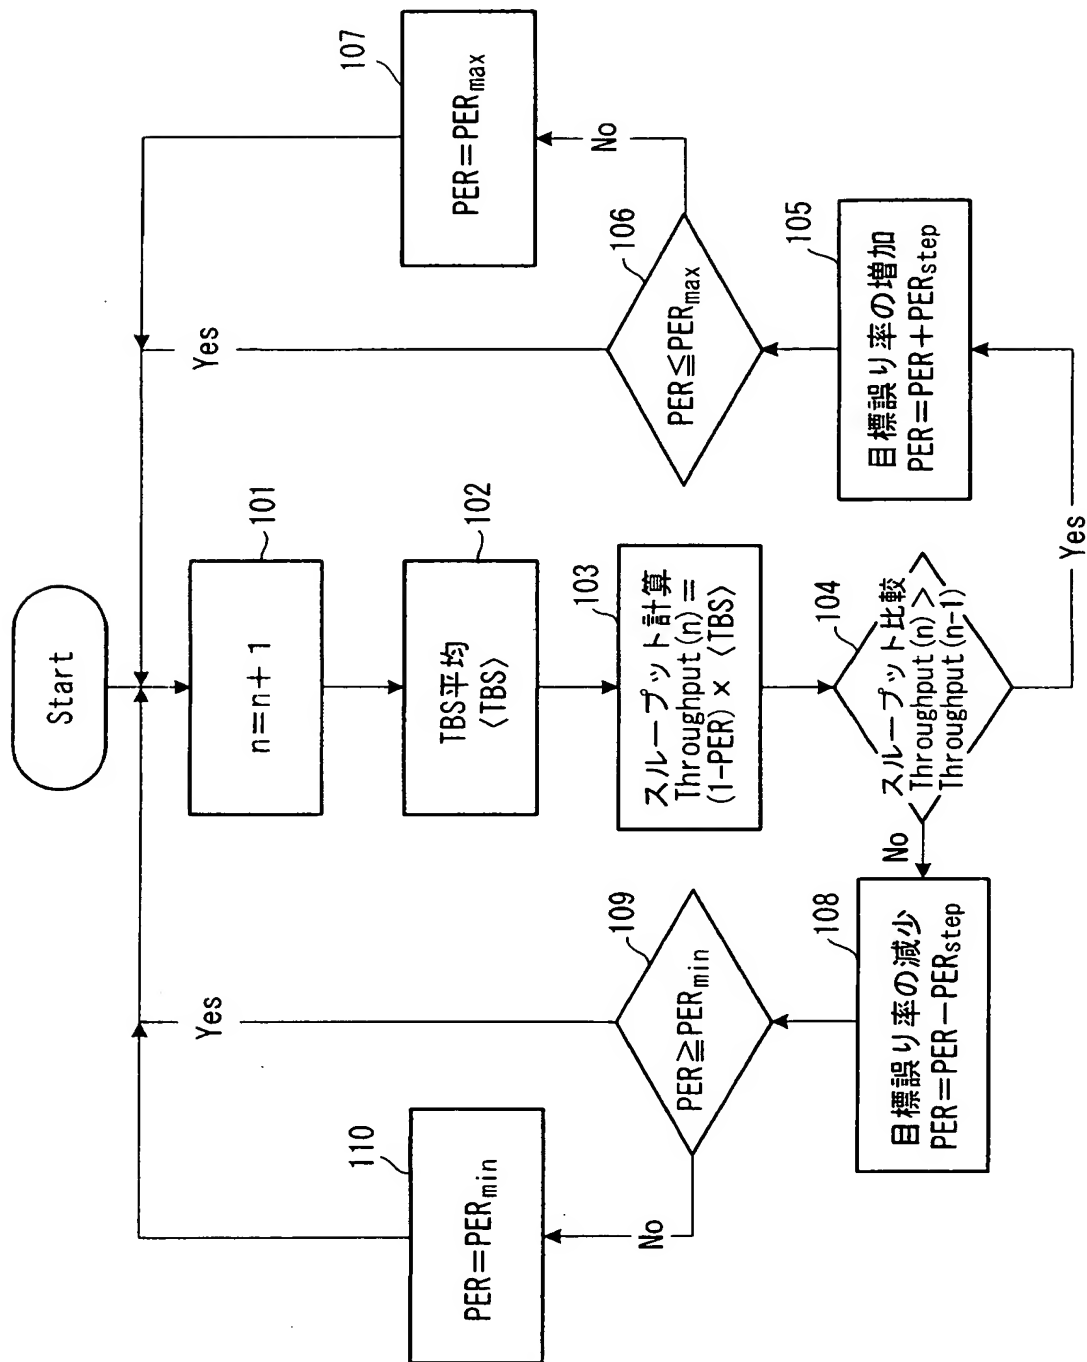 Start
n=n+1
101
TBS平均
〈TBS〉
102
スループット計算
Throughput(n)=
(1-PER)×〈TBS〉
103
スループット比較
Throughput(n)>
Throughput(n-1)
104
Yes
目標誤り率の増加
PER=PER+PERstep
105
PER≦PERmax
106
Yes
No
PER=PERmax
107
No
目標誤り率の減少
PER=PER-PERstep
108
PER≧PERmin
109
Yes
No
PER=PERmin
110